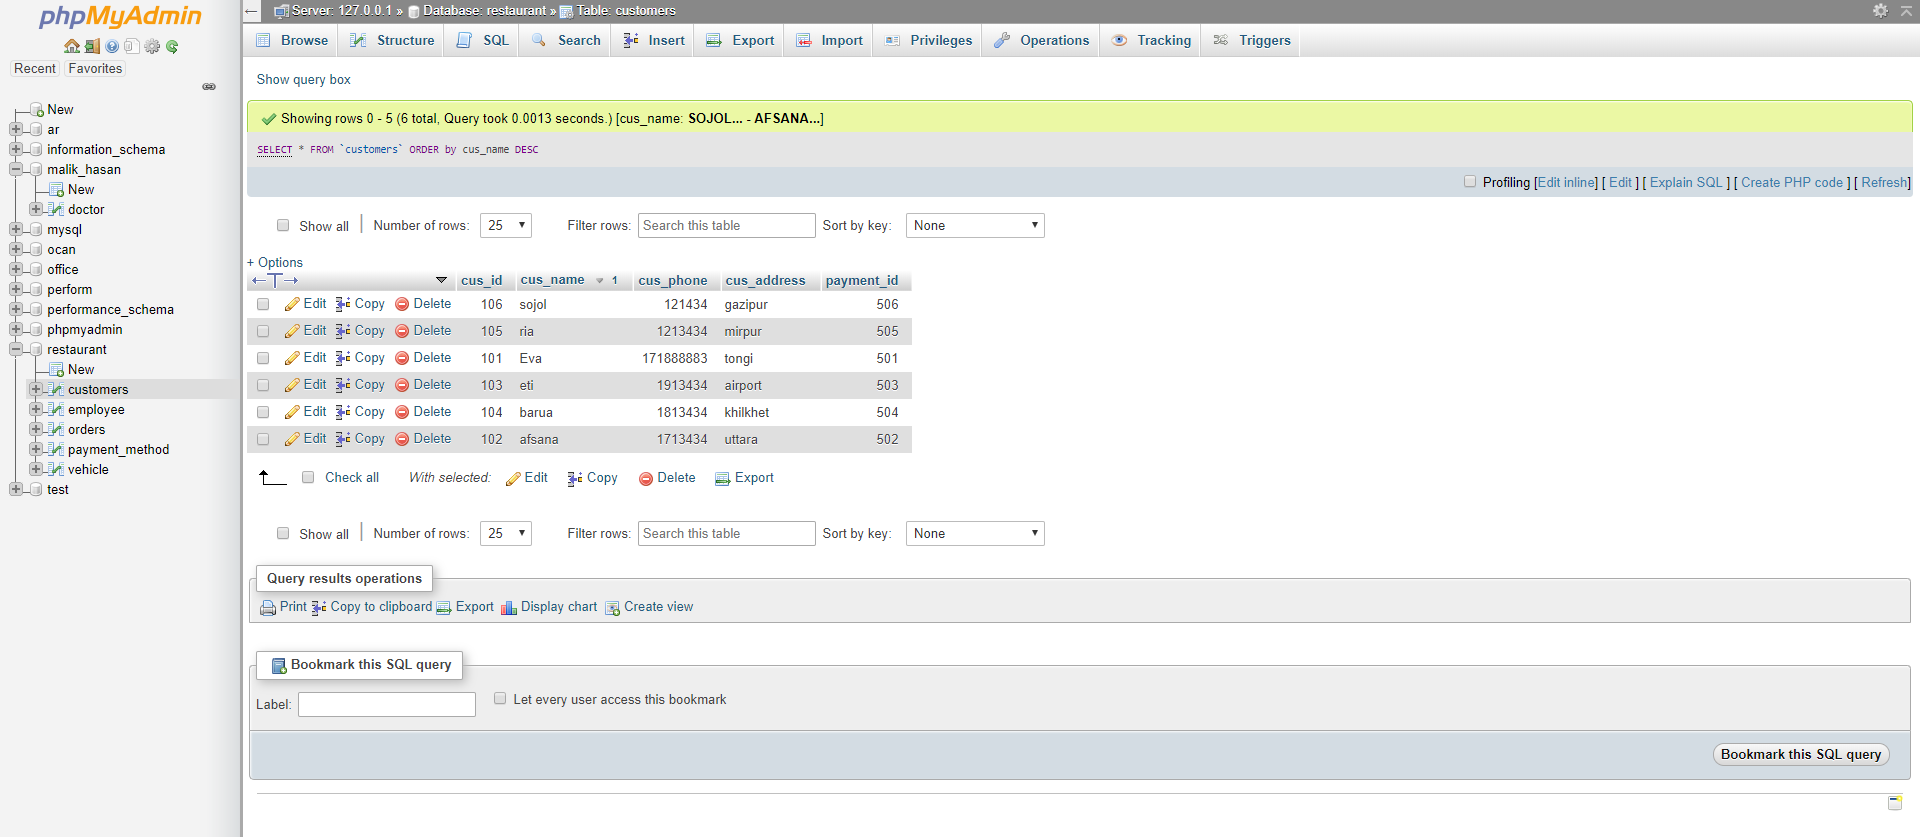 phpMyAdmin
Recent Favorites
New
ar
information_schema
malik_hasan
New
doctor
mysql
ocan
office
perform
performance_schema
phpmyadmin
restaurant
New
customers
employee
orders
payment_method
vehicle
test
Server: 127.0.0.1 » Database: restaurant » Table: customers
Browse Structure SQL Search Insert Export Import Privileges Operations Tracking Triggers
Show query box
Showing rows 0 - 5 (6 total, Query took 0.0013 seconds.) [cus_name: SOJOL... - AFSANA...]
SELECT * FROM `customers` ORDER by cus_name DESC
Profiling [Edit inline] [ Edit ] [ Explain SQL ] [ Create PHP code ] [ Refresh]
Show all Number of rows: 25 Filter rows: Search this table Sort by key: None
+ Options
cus_id cus_name 1 cus_phone cus_address payment_id
Edit Copy Delete 106 sojol 121434 gazipur 506
Edit Copy Delete 105 ria 1213434 mirpur 505
Edit Copy Delete 101 Eva 171888883 tongi 501
Edit Copy Delete 103 eti 1913434 airport 503
Edit Copy Delete 104 barua 1813434 khilkhet 504
Edit Copy Delete 102 afsana 1713434 uttara 502
Check all With selected: Edit Copy Delete Export
Show all Number of rows: 25 Filter rows: Search this table Sort by key: None
Query results operations
Print Copy to clipboard Export Display chart Create view
Bookmark this SQL query
Label: Let every user access this bookmark
Bookmark this SQL query